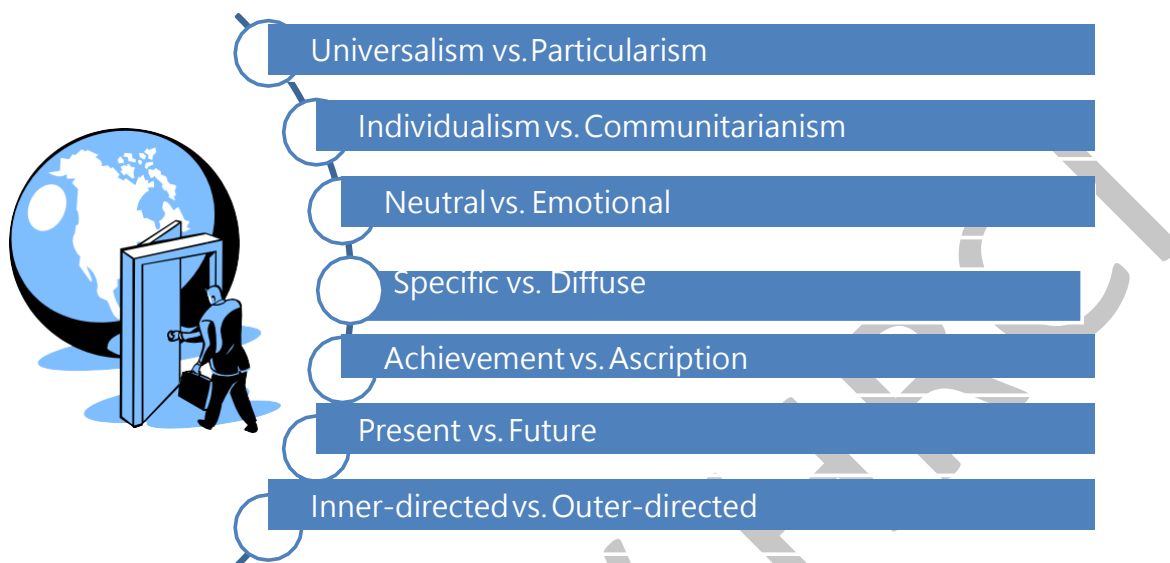 Universalism vs. Particularism
Individualism vs. Communitarianism
Neutral vs. Emotional
Specific vs. Diffuse
Achievement vs. Ascription
Present vs. Future
Inner-directed vs. Outer-directed